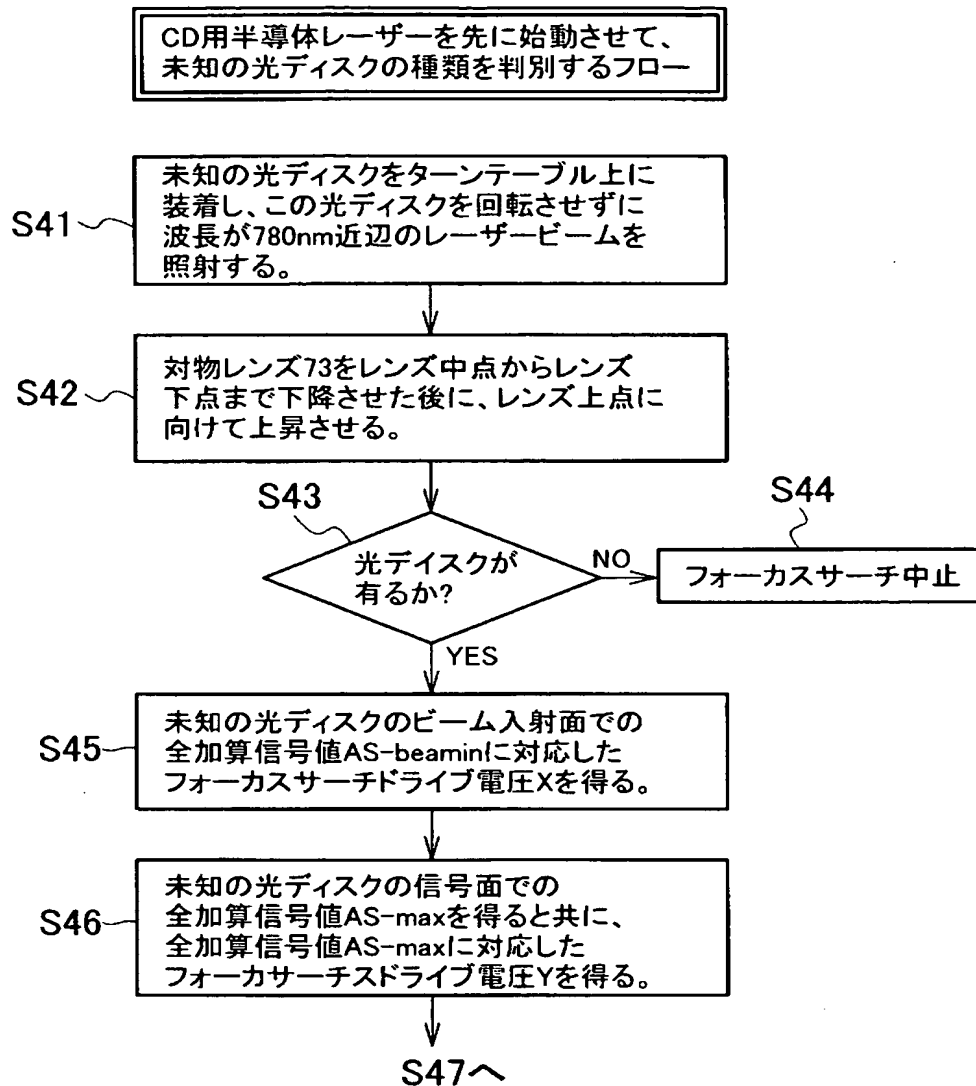 CD用半導体レーザーを先に始動させて、
未知の光ディスクの種類を判別するフロー
S41
未知の光ディスクをターンテーブル上に
装着し、この光ディスクを回転させずに
波長が780nm近辺のレーザービームを
照射する。
S42
対物レンズ73をレンズ中点からレンズ
下点まで下降させた後に、レンズ上点に
向けて上昇させる。
S43
光デイスクが
有るか?
NO
S44
フォーカスサーチ中止
YES
S45
未知の光ディスクのビーム入射面での
全加算信号値AS-beaminに対応した
フォーカスサーチドライブ電圧Xを得る。
S46
未知の光ディスクの信号面での
全加算信号値AS-maxを得ると共に、
全加算信号値AS-maxに対応した
フォーカサーチスドライブ電圧Yを得る。
S47へ